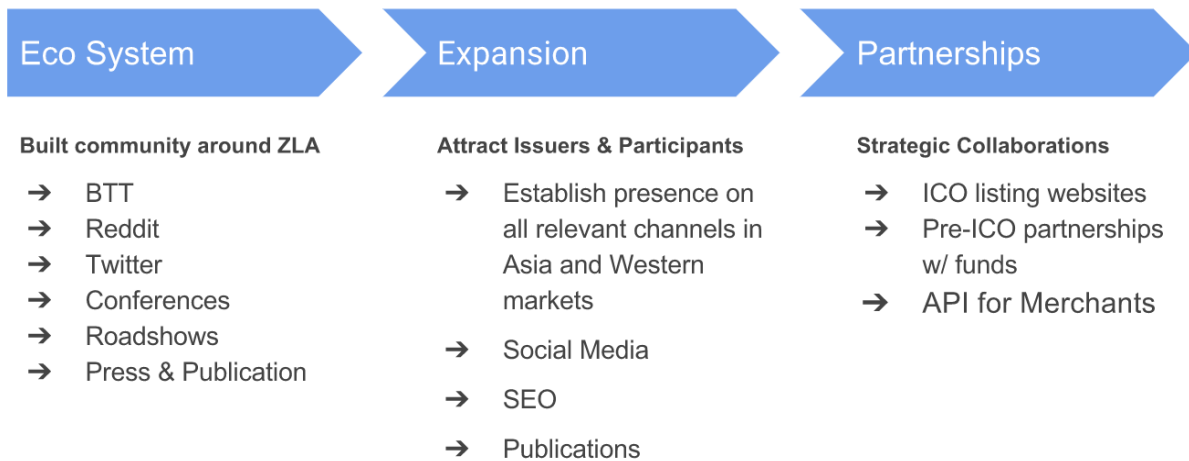 Eco System
Built community around ZLA
➔ BTT
➔ Reddit
➔ Twitter
➔ Conferences
➔ Roadshows
➔ Press & Publication
Expansion
Attract Issuers & Participants
➔ Establish presence on
all relevant channels in
Asia and Western
markets
➔ Social Media
➔ SEO
➔ Publications
Partnerships
Strategic Collaborations
➔ ICO listing websites
➔ Pre-ICO partnerships
w/ funds
➔ API for Merchants